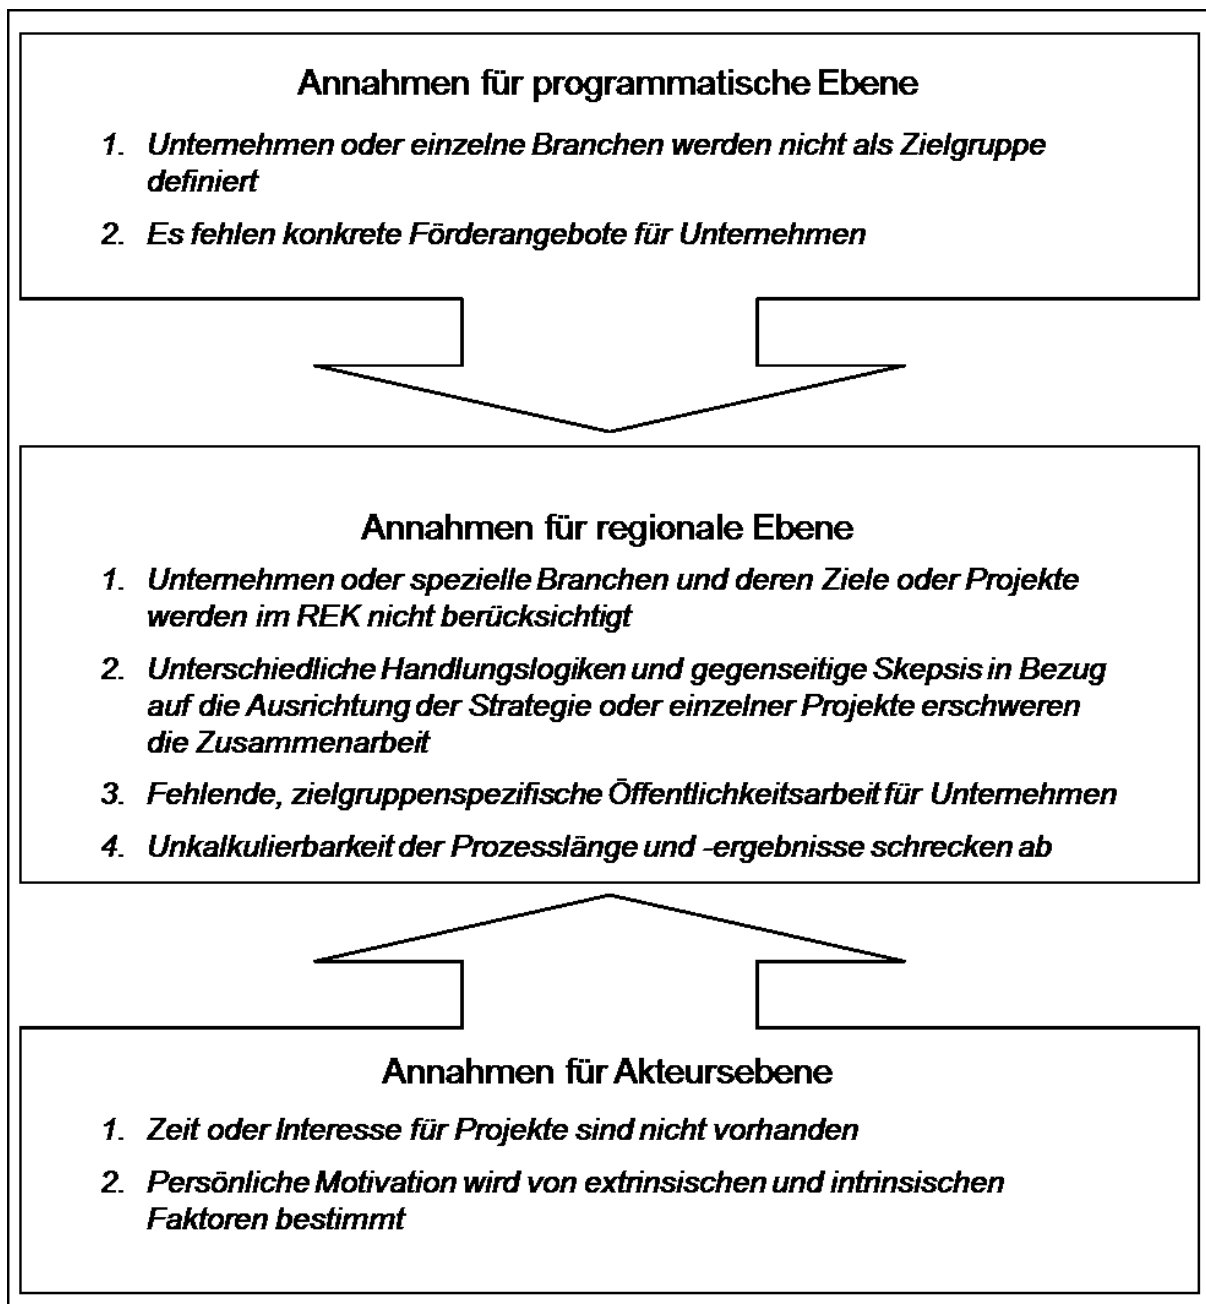 Annahmen für programmatische Ebene
1. Unternehmen oder einzelne Branchen werden nicht als Zielgruppe
definiert
2. Es fehlen konkrete Förderangebote für Unternehmen
Annahmen für regionale Ebene
1. Unternehmen oder spezielle Branchen und deren Ziele oder Projekte
werden im REK nicht berücksichtigt
2. Unterschiedliche Handlungslogiken und gegenseitige Skepsis in Bezug
auf die Ausrichtung der Strategie oder einzelner Projekte erschweren
die Zusammenarbeit
3. Fehlende, zielgruppenspezifische Öffentlichkeitsarbeit für Unternehmen
4. Unkalkulierbarkeit der Prozesslänge und -ergebnisse schrecken ab
Annahmen für Akteursebene
1. Zeit oder Interesse für Projekte sind nicht vorhanden
2. Persönliche Motivation wird von extrinsischen und intrinsischen
Faktoren bestimmt